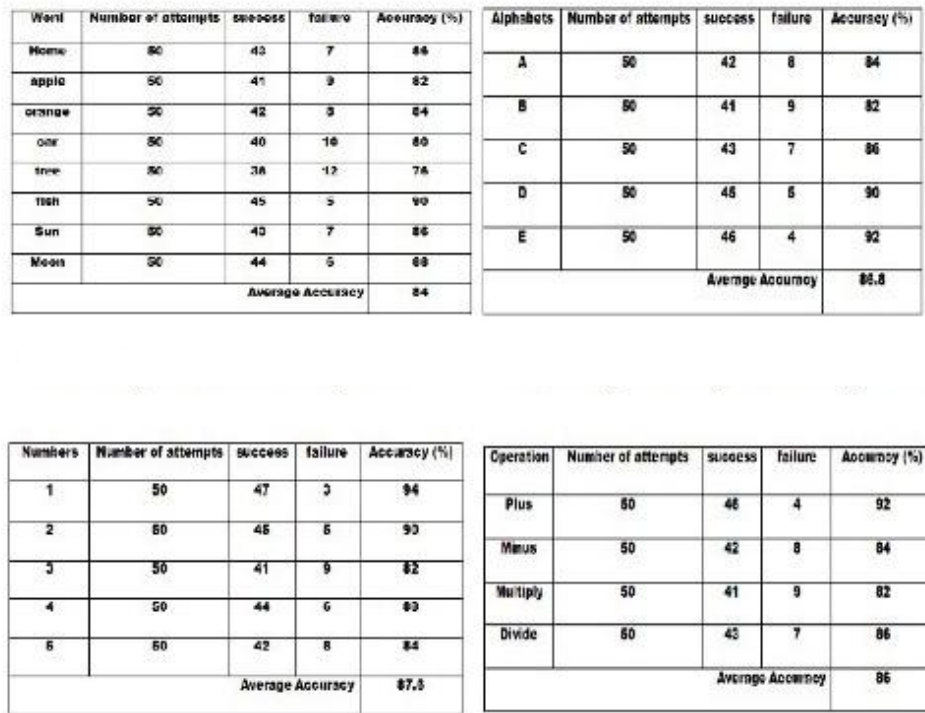 Word Number of attempts success failure Accuracy (%)
Home 50 43 7 86
apple 50 41 9 82
orange 50 42 8 84
car 50 40 10 80
tree 50 38 12 76
fish 50 45 5 90
Sun 50 43 7 86
Moon 50 44 6 88
Average Accuracy 84
Alphabets Number of attempts success failure Accuracy (%)
A 50 42 8 84
B 50 41 9 82
C 50 43 7 86
D 50 45 5 90
E 50 46 4 92
Average Accuracy 86.8
Numbers Number of attempts success failure Accuracy (%)
1 50 47 3 94
2 50 45 5 90
3 50 41 9 82
4 50 44 6 88
5 50 42 8 84
Average Accuracy 87.6
Operation Number of attempts success failure Accuracy (%)
Plus 50 46 4 92
Minus 50 42 8 84
Multiply 50 41 9 82
Divide 50 43 7 86
Average Accuracy 86